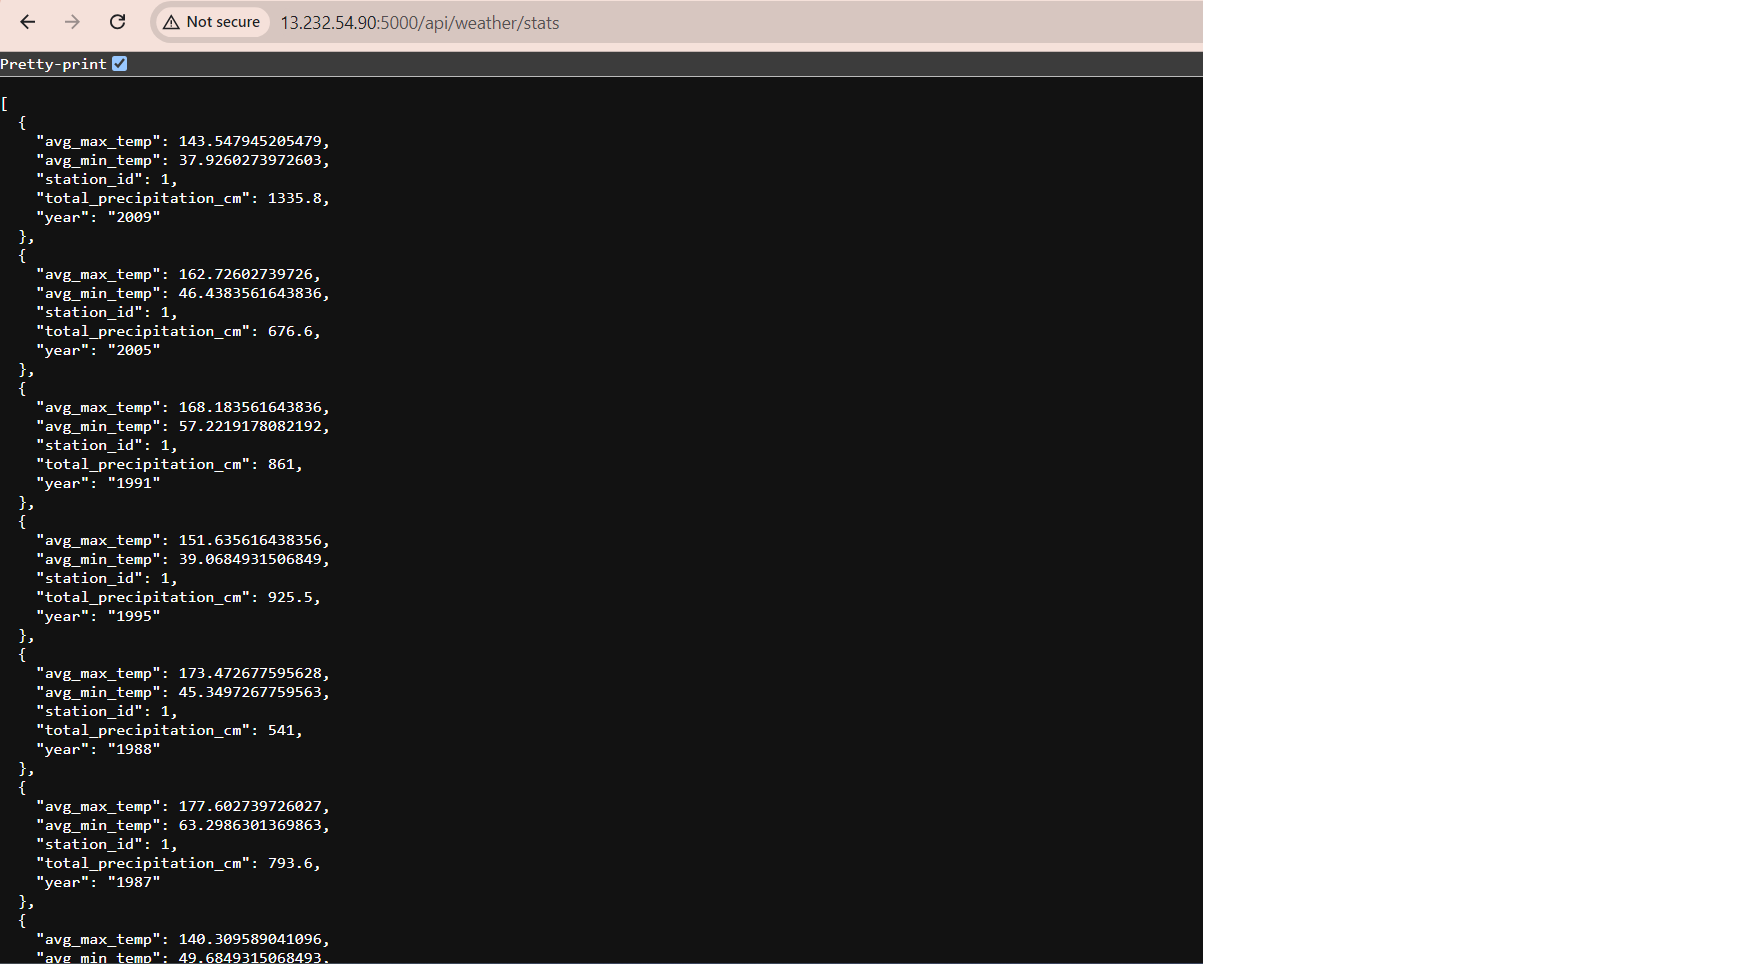 Not secure 13.232.54.90:5000/api/weather/stats
Pretty-print
[
  {
    "avg_max_temp": 143.547945205479,
    "avg_min_temp": 37.9260273972603,
    "station_id": 1,
    "total_precipitation_cm": 1335.8,
    "year": "2009"
  },
  {
    "avg_max_temp": 162.72602739726,
    "avg_min_temp": 46.4383561643836,
    "station_id": 1,
    "total_precipitation_cm": 676.6,
    "year": "2005"
  },
  {
    "avg_max_temp": 168.183561643836,
    "avg_min_temp": 57.2219178082192,
    "station_id": 1,
    "total_precipitation_cm": 861,
    "year": "1991"
  },
  {
    "avg_max_temp": 151.635616438356,
    "avg_min_temp": 39.0684931506849,
    "station_id": 1,
    "total_precipitation_cm": 925.5,
    "year": "1995"
  },
  {
    "avg_max_temp": 173.472677595628,
    "avg_min_temp": 45.3497267759563,
    "station_id": 1,
    "total_precipitation_cm": 541,
    "year": "1988"
  },
  {
    "avg_max_temp": 177.602739726027,
    "avg_min_temp": 63.2986301369863,
    "station_id": 1,
    "total_precipitation_cm": 793.6,
    "year": "1987"
  },
  {
    "avg_max_temp": 140.309589041096,
    "avg_min_temp": 49.6849315068493,